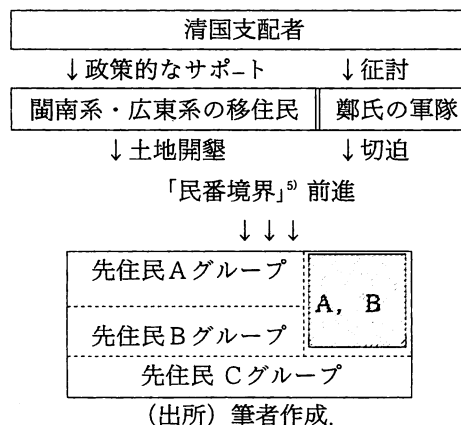 清国支配者
↓政策的なサポート ↓征討
閩南系・広東系の移住民 鄭氏の軍隊
↓土地開墾 ↓切迫
「民番境界」5) 前進
↓↓↓
先住民Aグループ
A, B
先住民Bグループ
先住民 Cグループ
(出所) 筆者作成.